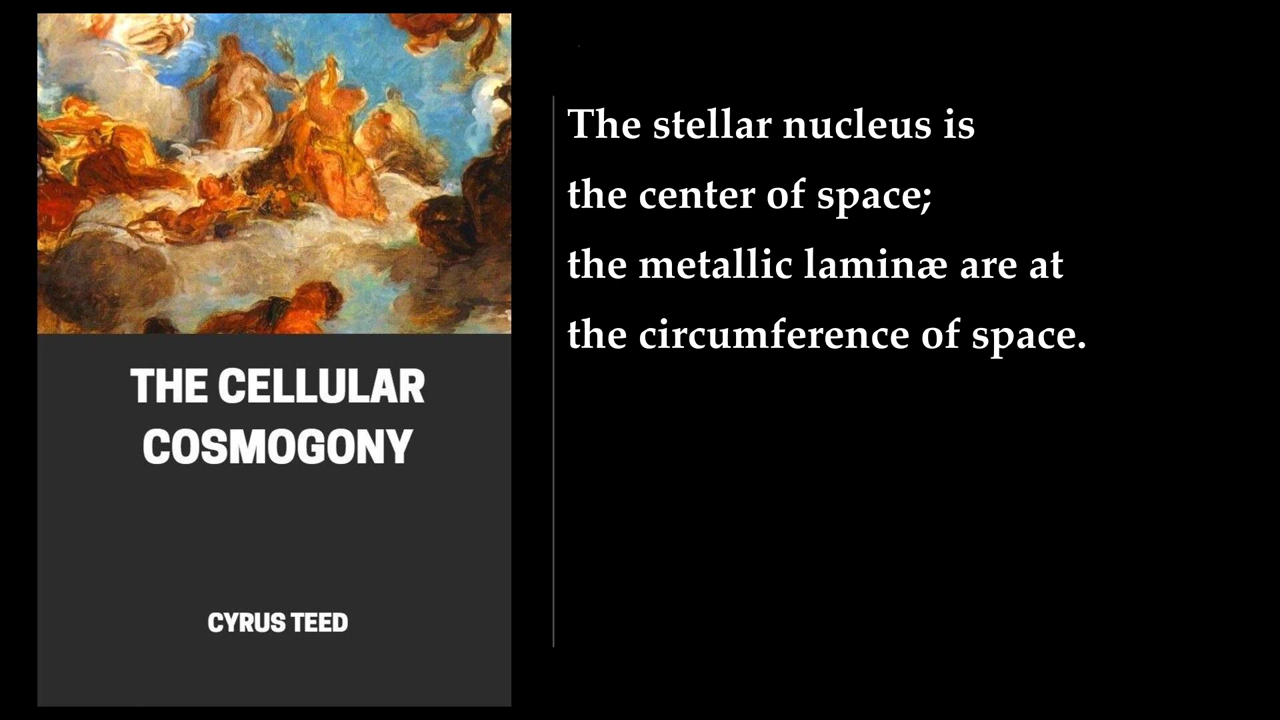 THE CELLULAR
COSMOGONY
CYRUS TEED
The stellar nucleus is
the center of space;
the metallic laminæ are at
the circumference of space.